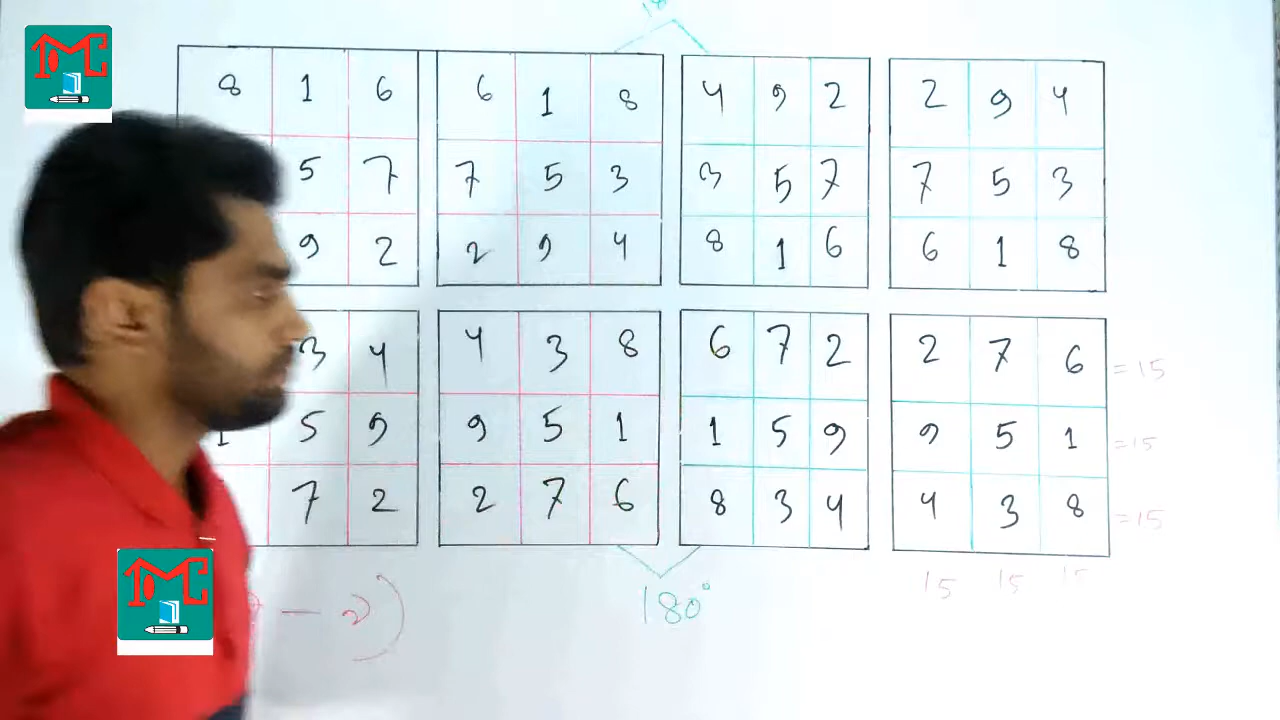 8 1 6 6 1 8 4 9 2 2 9 4
5 7 7 5 3 3 5 7 7 5 3
9 2 2 9 4 8 1 6 6 1 8
3 4 4 3 8 6 7 2 2 7 6 = 15
1 5 9 9 5 1 1 5 9 9 5 1 = 15
7 2 2 7 6 8 3 4 4 3 8 = 15
15 15 15
180°